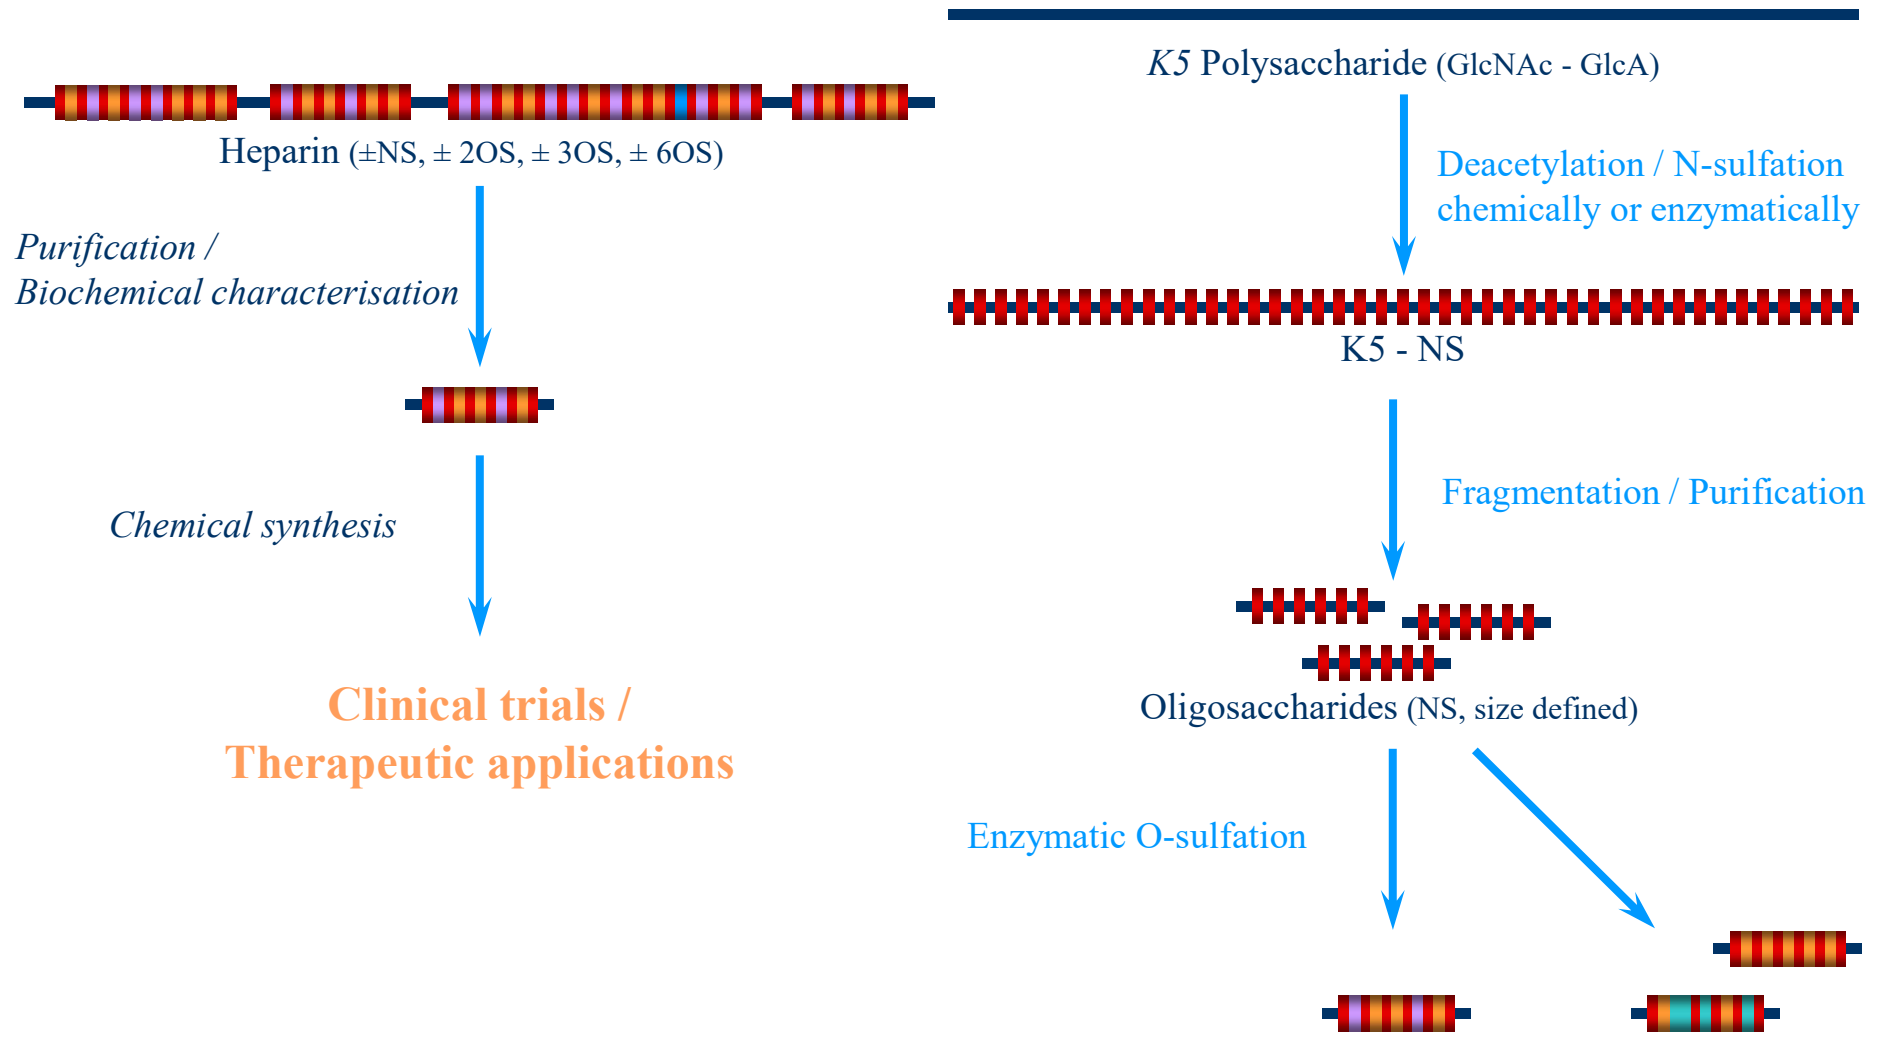 Heparin (±NS, ± 2OS, ± 3OS, ± 6OS)
Purification /
Biochemical characterisation
Chemical synthesis
Clinical trials /
Therapeutic applications
K5 Polysaccharide (GlcNAc - GlcA)
Deacetylation / N-sulfation
chemically or enzymatically
K5 - NS
Fragmentation / Purification
Oligosaccharides (NS, size defined)
Enzymatic O-sulfation